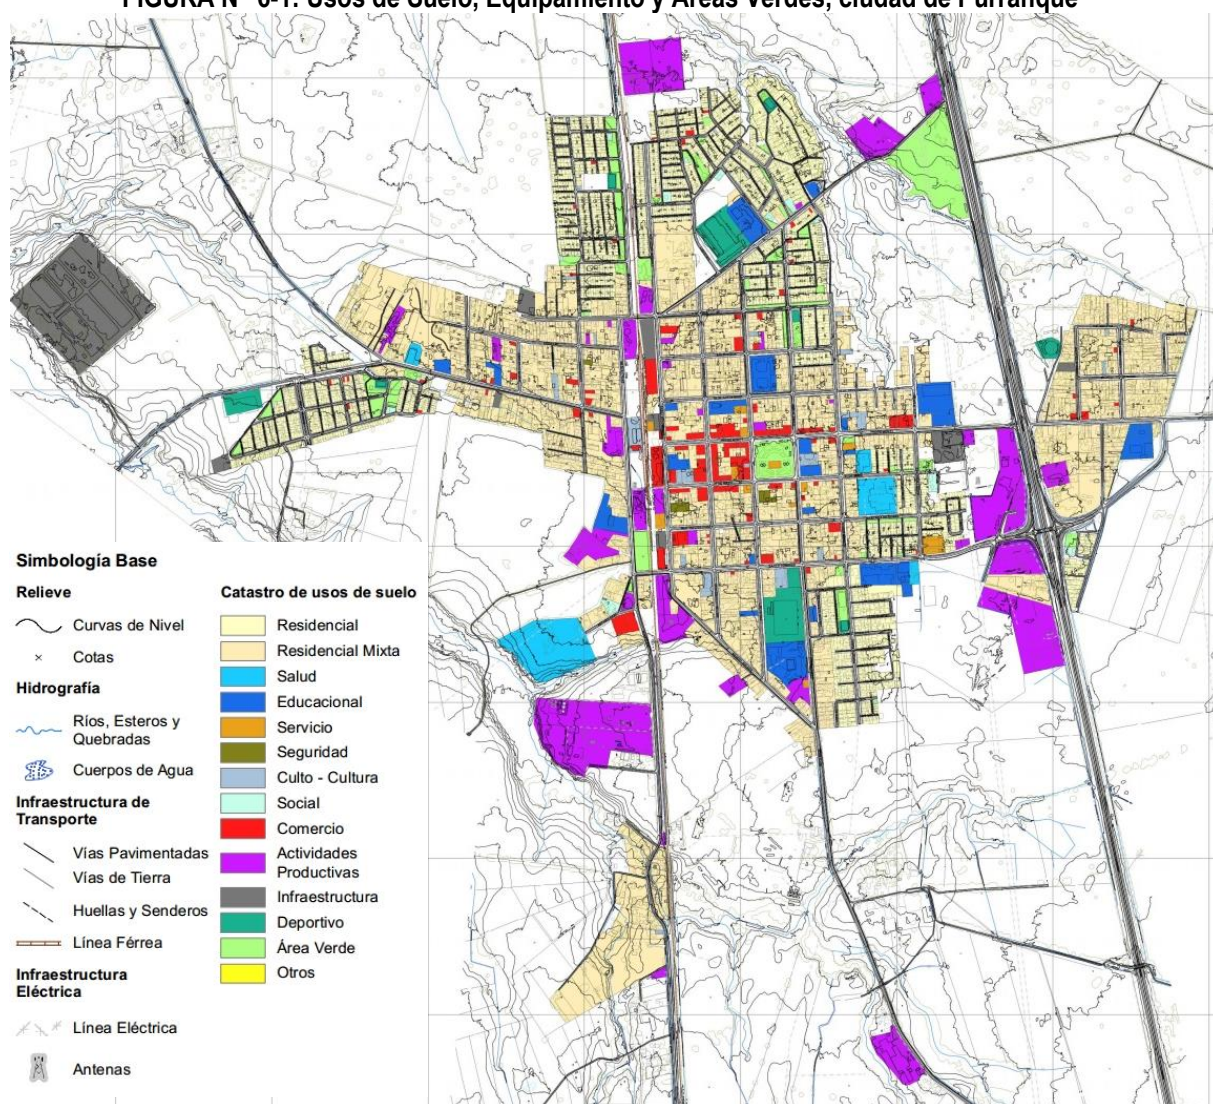 FIGURA N° 6-1: Usos de Suelo, Equipamiento y Áreas Verdes, ciudad de Purranque
Simbología Base
Relieve
Curvas de Nivel
Cotas
Hidrografía
Ríos, Esteros y
Quebradas
Cuerpos de Agua
Infraestructura de
Transporte
Vías Pavimentadas
Vías de Tierra
Huellas y Senderos
Línea Férrea
Infraestructura
Eléctrica
Línea Eléctrica
Antenas
Catastro de usos de suelo
Residencial
Residencial Mixta
Salud
Educacional
Servicio
Seguridad
Culto - Cultura
Social
Comercio
Actividades
Productivas
Infraestructura
Deportivo
Área Verde
Otros